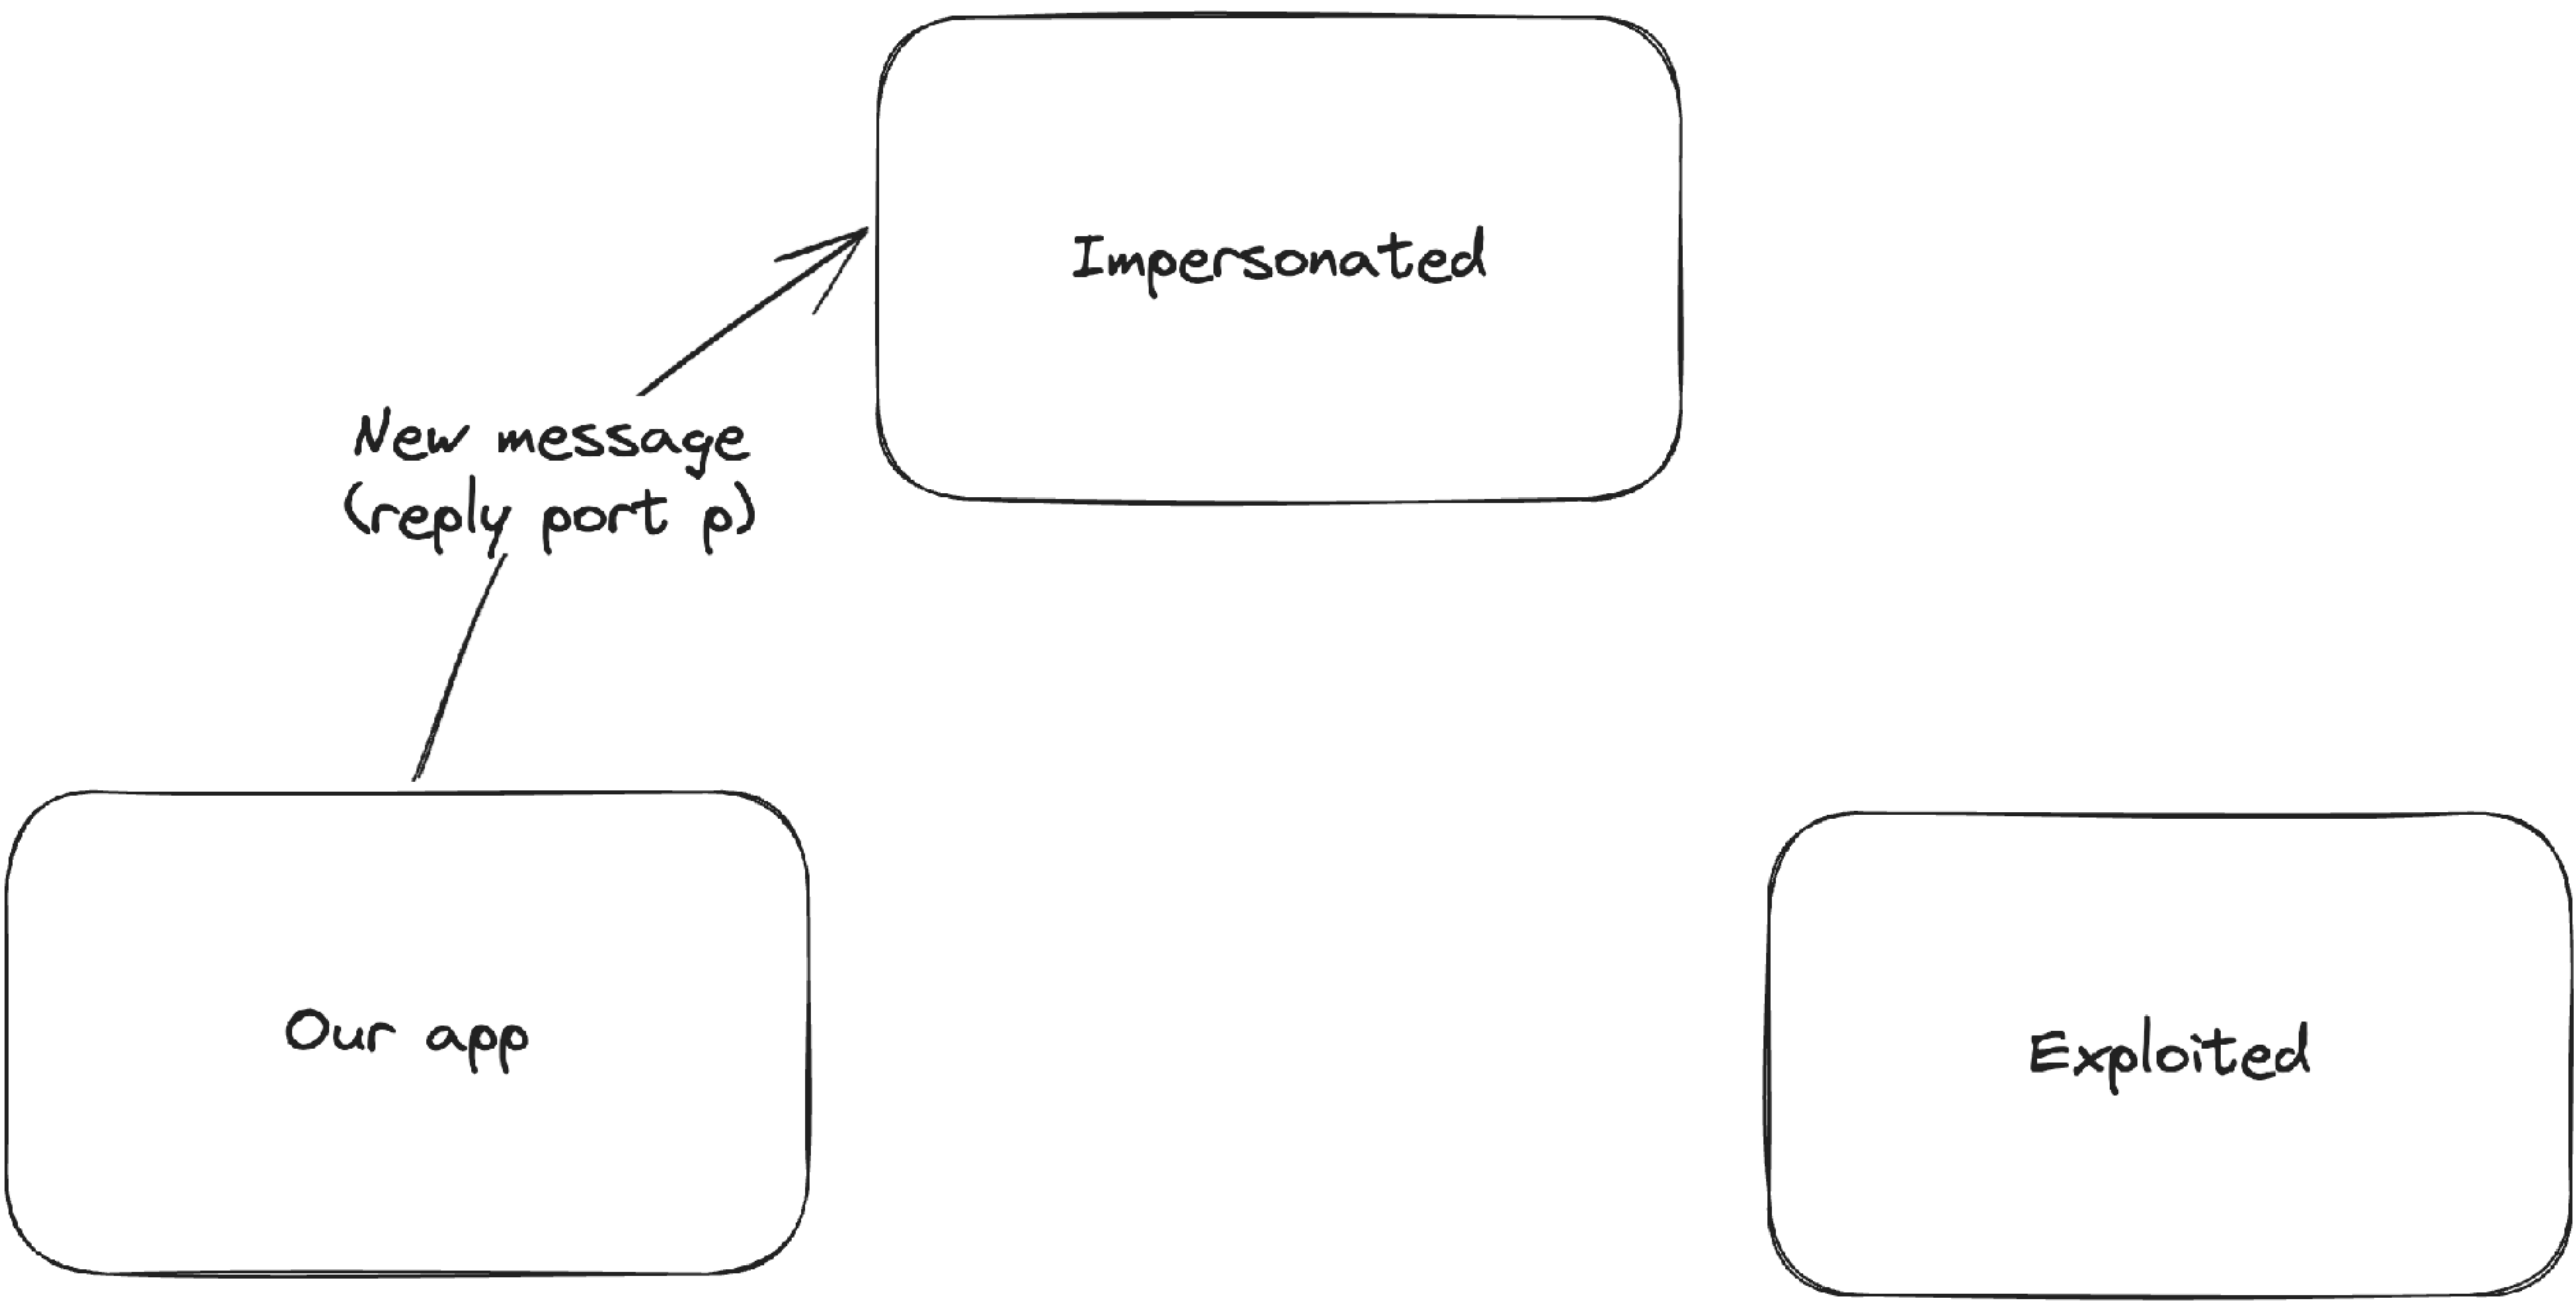 Impersonated
New message
(reply port p)
Our app
Exploited